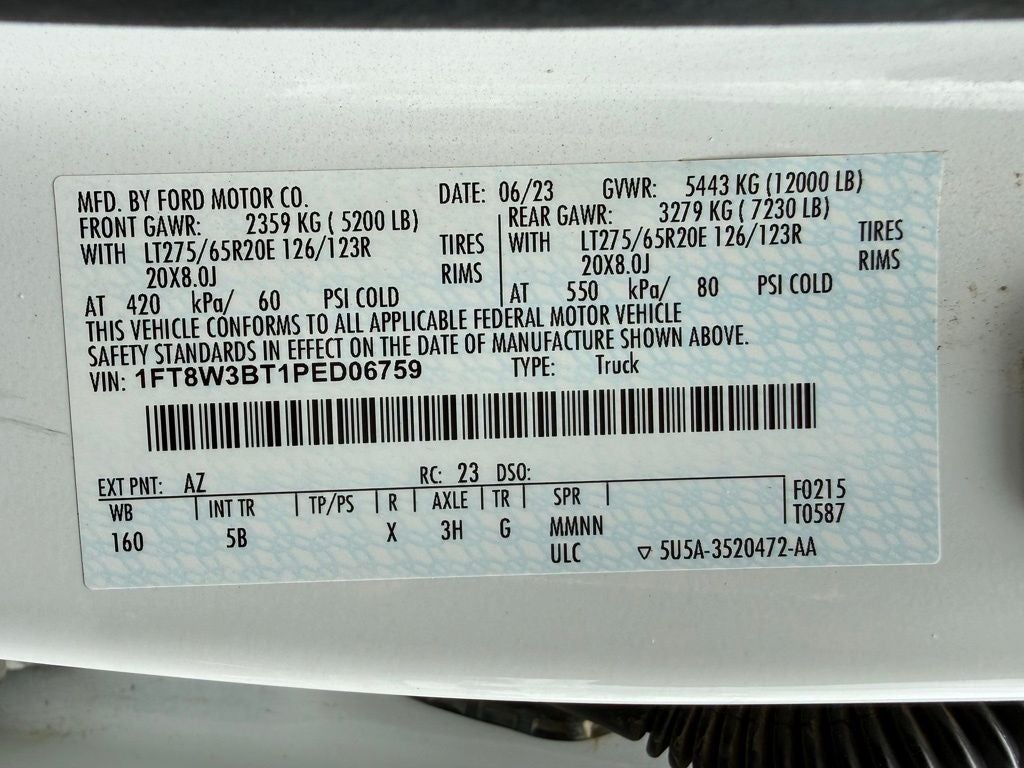 MFD. BY FORD MOTOR CO. DATE: 06/23 GVWR: 5443 KG (12000 LB)
FRONT GAWR: 2359 KG ( 5200 LB) REAR GAWR: 3279 KG ( 7230 LB)
WITH LT275/65R20E 126/123R TIRES WITH LT275/65R20E 126/123R TIRES
20X8.0J RIMS 20X8.0J RIMS
AT 420 kPa/ 60 PSI COLD AT 550 kPa/ 80 PSI COLD
THIS VEHICLE CONFORMS TO ALL APPLICABLE FEDERAL MOTOR VEHICLE
SAFETY STANDARDS IN EFFECT ON THE DATE OF MANUFACTURE SHOWN ABOVE.
VIN: 1FT8W3BT1PED06759 TYPE: Truck
EXT PNT: AZ RC: 23 DSO:
WB INT TR TP/PS R AXLE TR SPR F0215
160 5B X 3H G MMNN T0587
ULC ▽ 5U5A-3520472-AA